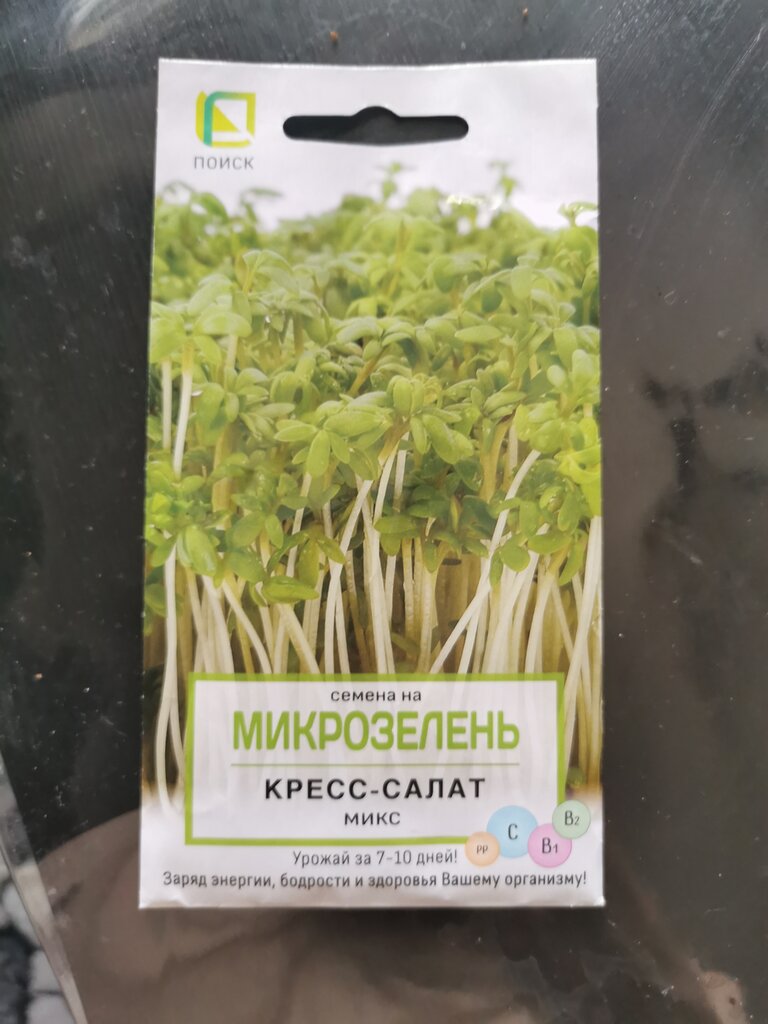 ПОИСК
семена на
МИКРОЗЕЛЕНЬ
КРЕСС-САЛАТ
МИКС
PP
C
B1
B2
Урожай за 7-10 дней!
Заряд энергии, бодрости и здоровья Вашему организму!